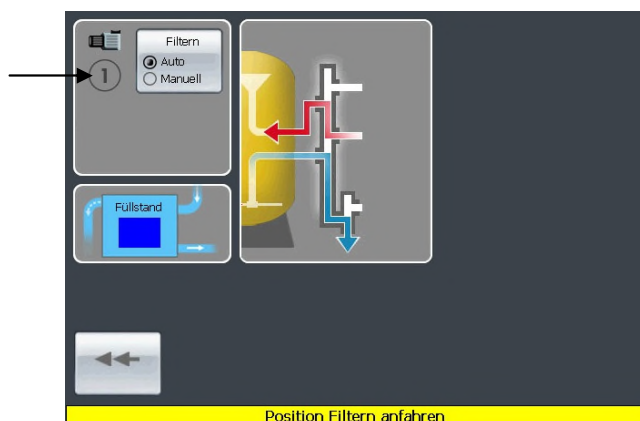 Filtern
Auto
1
Manuell
Füllstand
Position Filtern anfahren